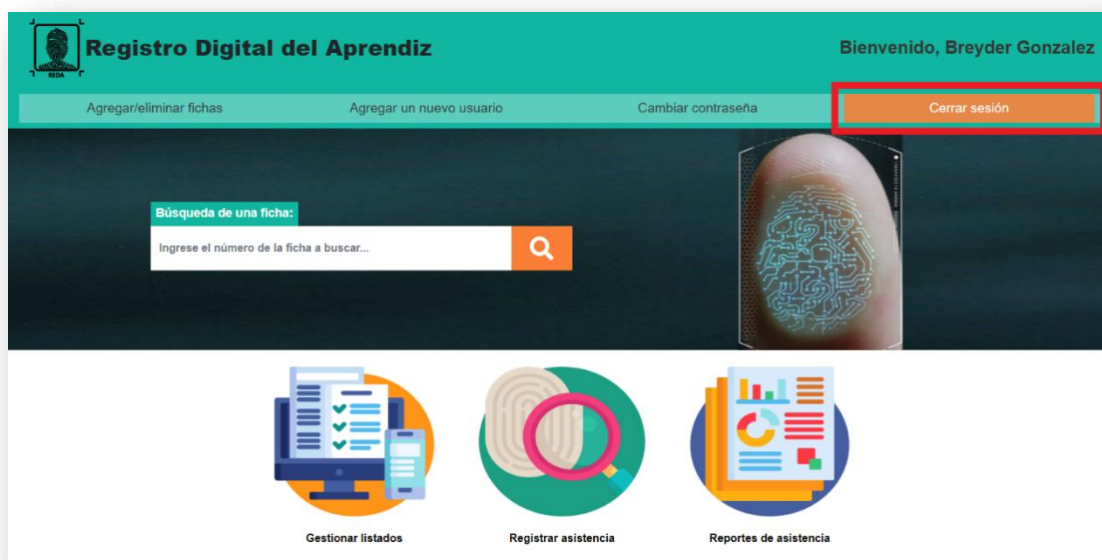 REDA
Registro Digital del Aprendiz
Bienvenido, Breyder Gonzalez
Agregar/eliminar fichas
Agregar un nuevo usuario
Cambiar contraseña
Cerrar sesión
Búsqueda de una ficha:
Ingrese el número de la ficha a buscar...
Gestionar listados
Registrar asistencia
Reportes de asistencia